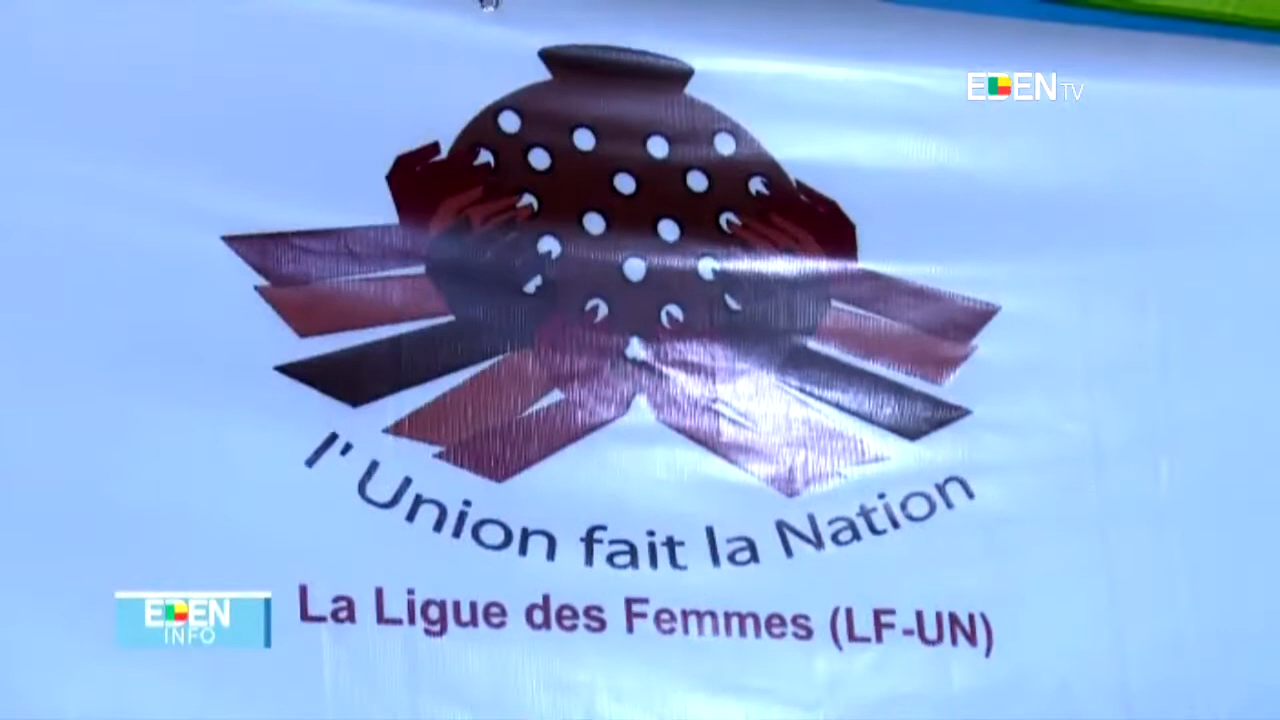 EDEN TV
l'Union fait la Nation
La Ligue des Femmes (LF-UN)
EDEN
INFO